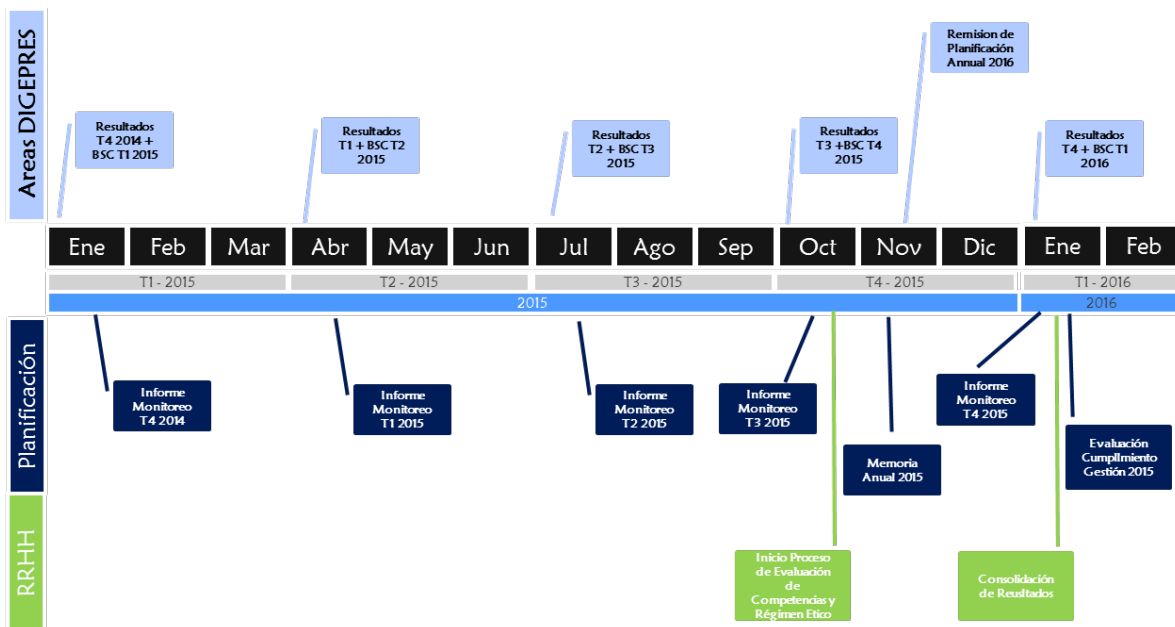 Areas DIGEPRES
Remision de
Planificación
Annual 2016
Resultados
T4 2014 +
BSC T1 2015
Resultados
T1 + BSC T2
2015
Resultados
T2 + BSC T3
2015
Resultados
T3 +BSC T4
2015
Resultados
T4 + BSC T1
2016
Ene Feb Mar Abr May Jun Jul Ago Sep Oct Nov Dic Ene Feb
T1 - 2015 T2 - 2015 T3 - 2015 T4 - 2015 T1 - 2016
2015 2016
Planificación
Informe
Monitoreo
T4 2014
Informe
Monitoreo
T1 2015
Informe
Monitoreo
T2 2015
Informe
Monitoreo
T3 2015
Informe
Monitoreo
T4 2015
Memoria
Anual 2015
Evaluación
Cumplimiento
Gestión 2015
RRHH
Inicio Proceso
de Evaluación
de
Competencias y
Régimen Etico
Consolidación
de Reusltados